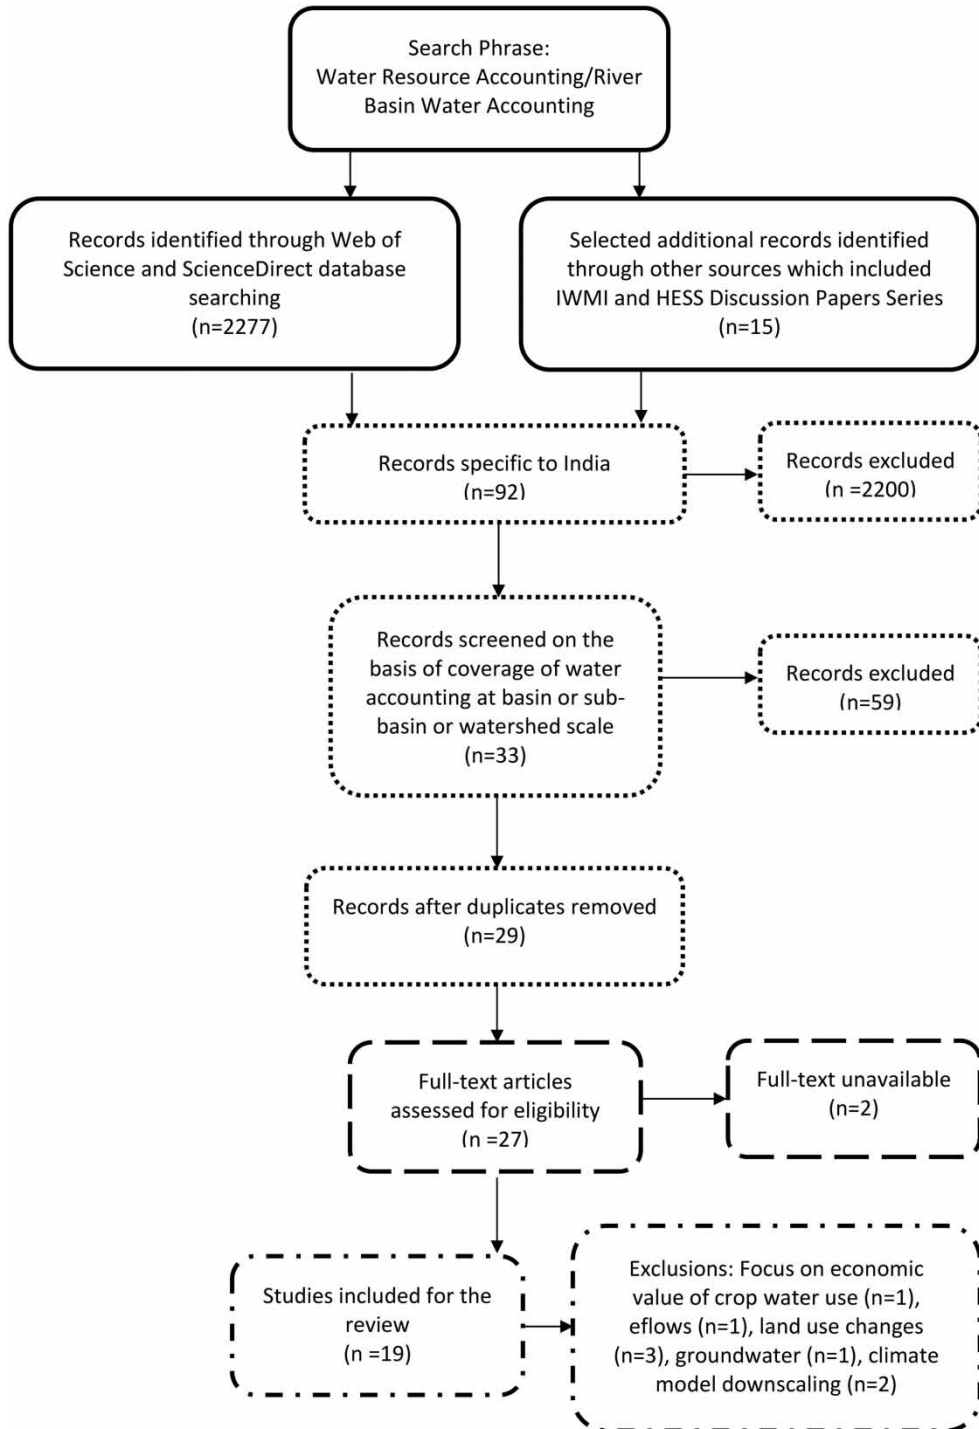 Search Phrase:
Water Resource Accounting/River
Basin Water Accounting
Records identified through Web of
Science and ScienceDirect database
searching
(n=2277)
Selected additional records identified
through other sources which included
IWMI and HESS Discussion Papers Series
(n=15)
Records specific to India
(n=92)
Records excluded
(n =2200)
Records screened on the
basis of coverage of water
accounting at basin or sub-
basin or watershed scale
(n=33)
Records excluded
(n=59)
Records after duplicates removed
(n=29)
Full-text articles
assessed for eligibility
(n =27)
Full-text unavailable
(n=2)
Studies included for the
review
(n =19)
Exclusions: Focus on economic
value of crop water use (n=1),
eflows (n=1), land use changes
(n=3), groundwater (n=1), climate
model downscaling (n=2)